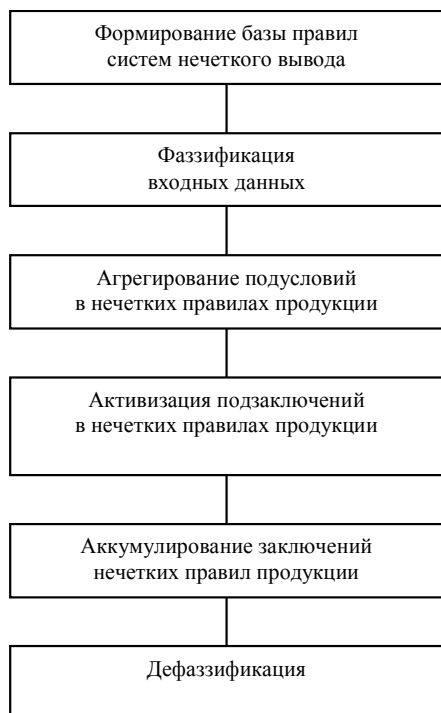 Формирование базы правил
систем нечеткого вывода
Фаззификация
входных данных
Агрегирование подусловий
в нечетких правилах продукции
Активизация подзаключений
в нечетких правилах продукции
Аккумулирование заключений
нечетких правил продукции
Дефаззификация